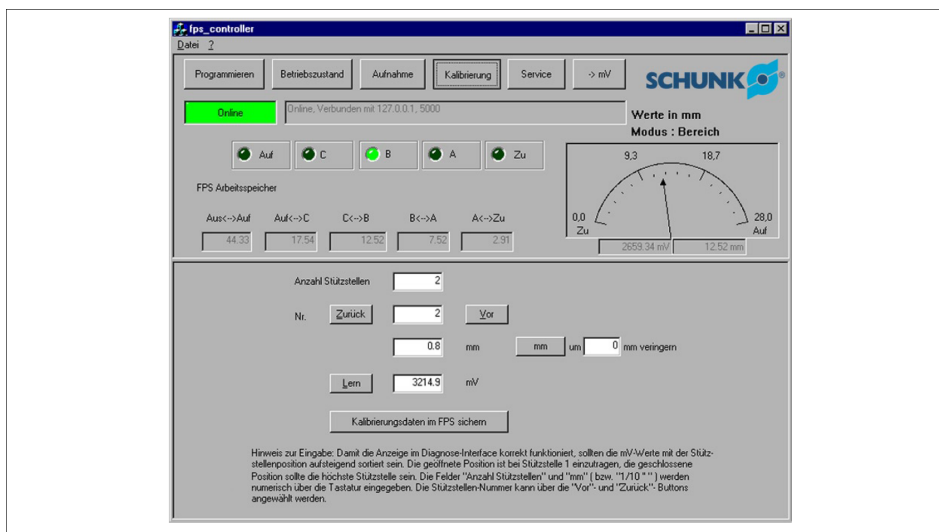 fps_controller
Datei ?
Programmieren Betriebszustand Aufnahme Kalibrierung Service -> mV
SCHUNK
Online Online, Verbunden mit 127.0.0.1, 5000
Werte in mm
Modus : Bereich
Auf C B A Zu
9,3 18,7
FPS Arbeitsspeicher
0,0 28,0
Zu Auf
Aus<-->Auf Auf<-->C C<-->B B<-->A A<-->Zu
44.33 17.54 12.52 7.52 2.91
2659.34 mV 12.52 mm
Anzahl Stützstellen 2
Nr. Zurück 2 Vor
0.8 mm mm um 0 mm veringern
Lern 3214.9 mV
Kalibrierungsdaten im FPS sichern
Hinweis zur Eingabe: Damit die Anzeige im Diagnose-Interface korrekt funktioniert, sollten die mV-Werte mit der Stütz-
stellenposition aufsteigend sortiert sein. Die geöffnete Position ist bei Stützstelle 1 einzutragen, die geschlossene
Position sollte die höchste Stützstelle sein. Die Felder "Anzahl Stützstellen" und "mm" ( bzw. "1/10 " " ) werden
numerisch über die Tastatur eingegeben. Die Stützstellen-Nummer kann über die "Vor"- und "Zurück"- Buttons
angewählt werden.